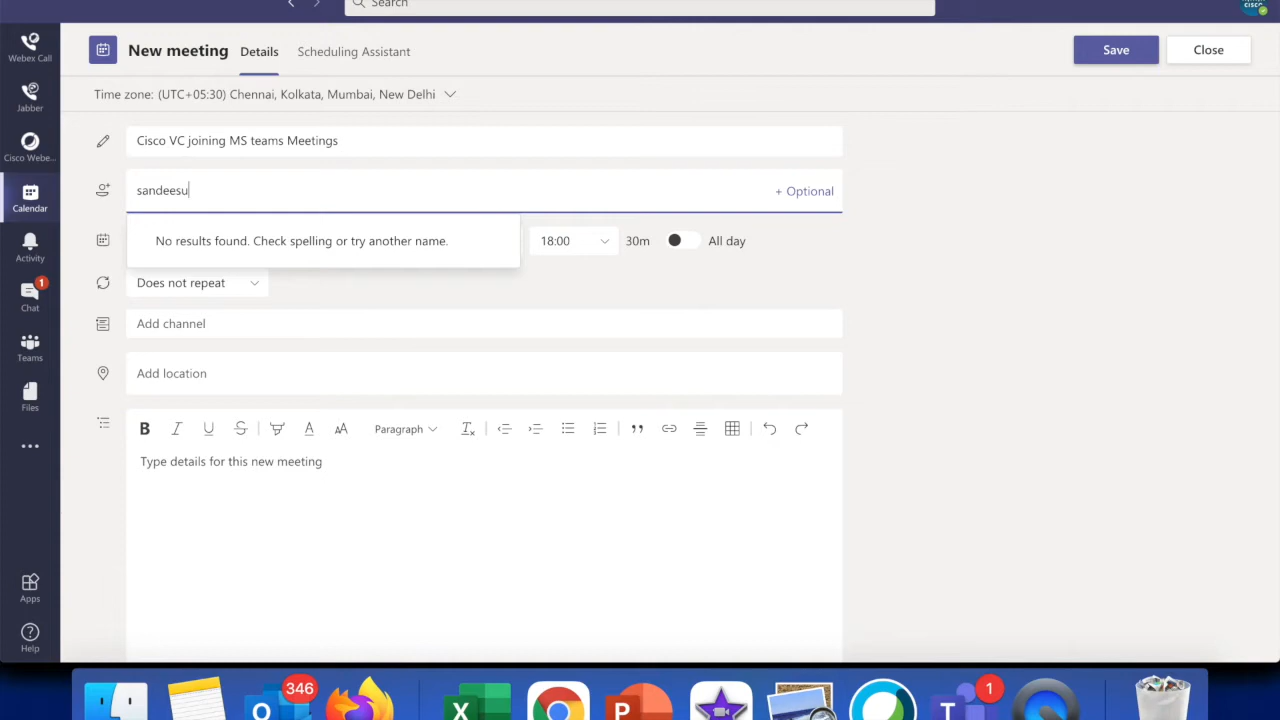 Search
CISCO
Webex Call
New meeting
Details
Scheduling Assistant
Save
Close
Jabber
Time zone: (UTC+05:30) Chennai, Kolkata, Mumbai, New Delhi
Cisco Webe...
Cisco VC joining MS teams Meetings
Calendar
sandeesu
+ Optional
Activity
No results found. Check spelling or try another name.
18:00
30m
All day
1
Chat
Does not repeat
Teams
Add channel
Files
Add location
B I U S A AA Paragraph Tx
Type details for this new meeting
Apps
Help
346
1
O
X
P
T